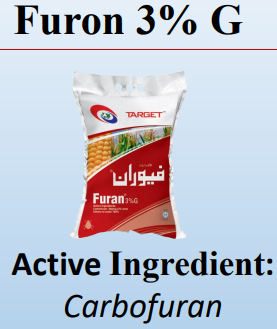 Furon 3% G
TARGET
فیوران
Furan 3%G
Active Ingredient:
Carbofuran